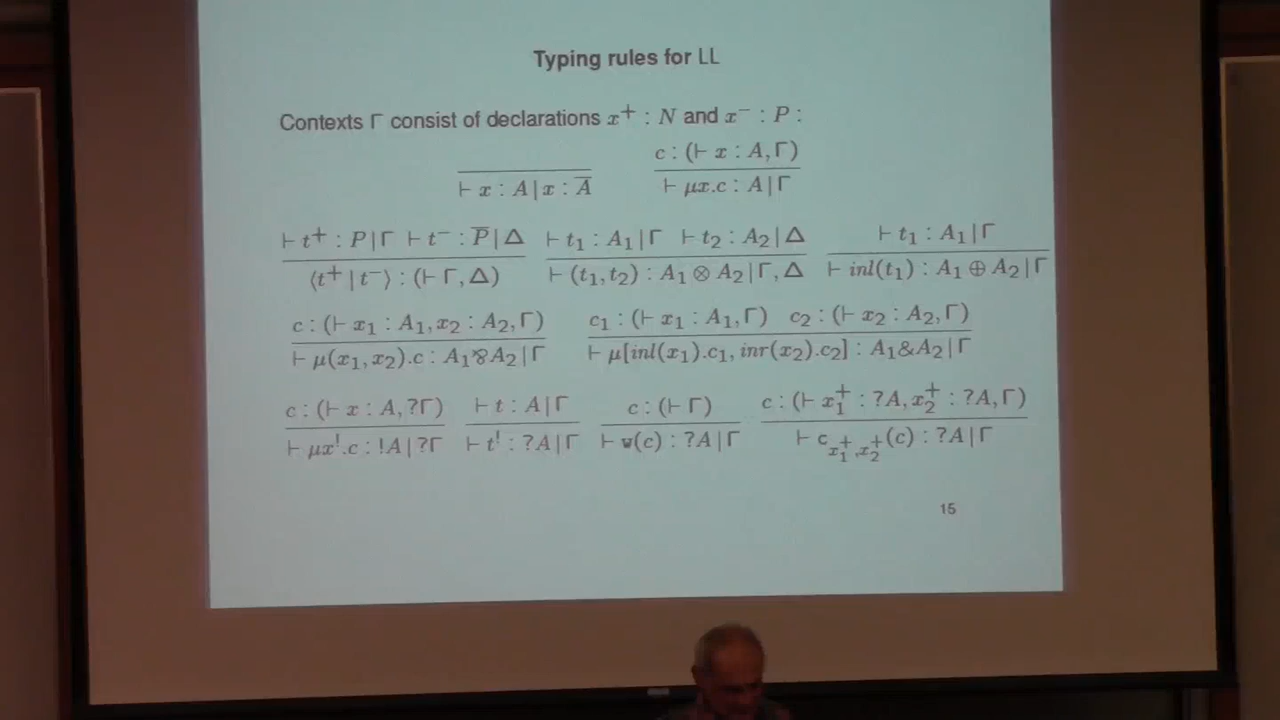 Typing rules for LL
Contexts Γ consist of declarations x⁺ : N and x⁻ : P :
c : (⊢ x : A, Γ)
⊢ x : A | x : A̅
⊢ μx.c : A | Γ
⊢ t⁺ : P | Γ ⊢ t⁻ : P̅ | Δ
⟨t⁺ | t⁻⟩ : (⊢ Γ, Δ)
⊢ t₁ : A₁ | Γ ⊢ t₂ : A₂ | Δ
⊢ (t₁, t₂) : A₁ ⊗ A₂ | Γ, Δ
⊢ t₁ : A₁ | Γ
⊢ inl(t₁) : A₁ ⊕ A₂ | Γ
c : (⊢ x₁ : A₁, x₂ : A₂, Γ)
⊢ μ(x₁, x₂).c : A₁ ⅋ A₂ | Γ
c₁ : (⊢ x₁ : A₁, Γ) c₂ : (⊢ x₂ : A₂, Γ)
⊢ μ[inl(x₁).c₁, inr(x₂).c₂] : A₁ & A₂ | Γ
c : (⊢ x : A, ?Γ)
⊢ μx^!.c : !A | ?Γ
⊢ t : A | Γ
⊢ t^! : ?A | Γ
c : (⊢ Γ)
⊢ w(c) : ?A | Γ
c : (⊢ x₁⁺ : ?A, x₂⁺ : ?A, Γ)
⊢ c_{x₁⁺, x₂⁺}(c) : ?A | Γ
15